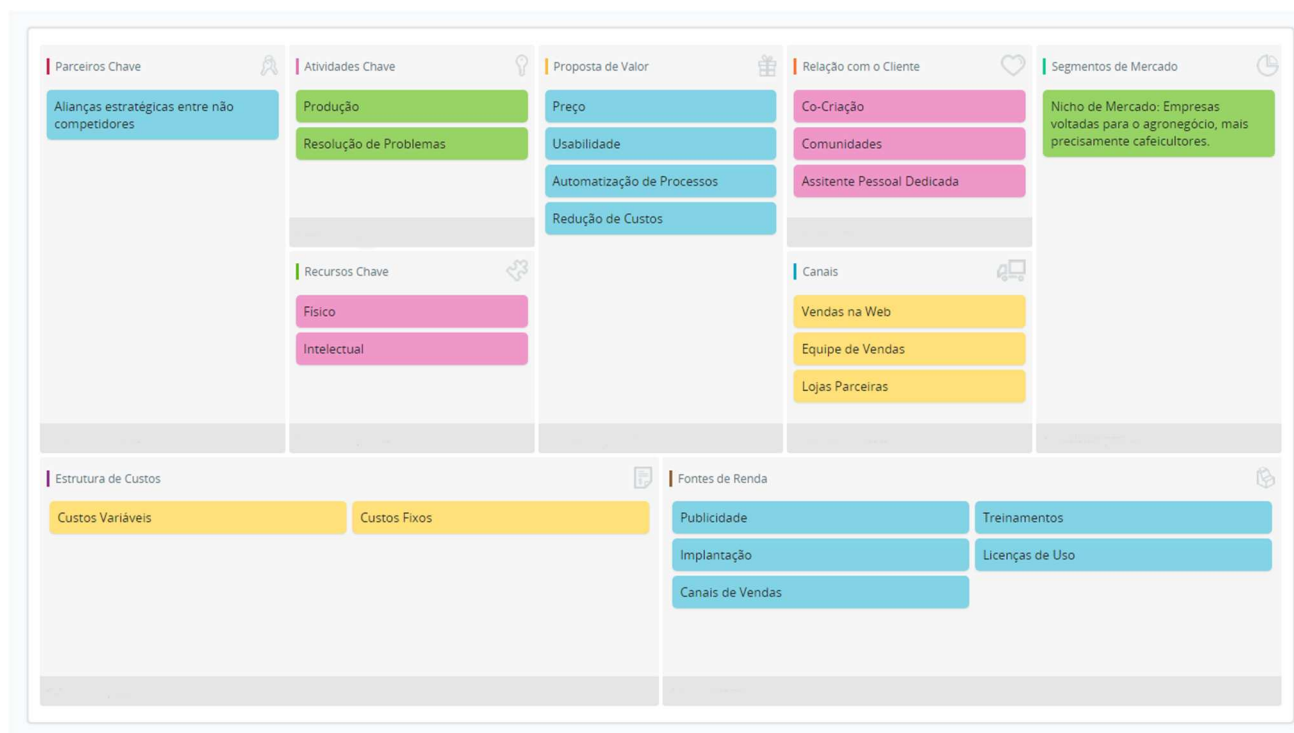 Parceiros Chave
Alianças estratégicas entre não
competidores
Atividades Chave
Produção
Resolução de Problemas
Recursos Chave
Físico
Intelectual
Proposta de Valor
Preço
Usabilidade
Automatização de Processos
Redução de Custos
Relação com o Cliente
Co-Criação
Comunidades
Assitente Pessoal Dedicada
Canais
Vendas na Web
Equipe de Vendas
Lojas Parceiras
Segmentos de Mercado
Nicho de Mercado: Empresas
voltadas para o agronegócio, mais
precisamente cafeicultores.
Estrutura de Custos
Custos Variáveis
Custos Fixos
Fontes de Renda
Publicidade
Treinamentos
Implantação
Licenças de Uso
Canais de Vendas